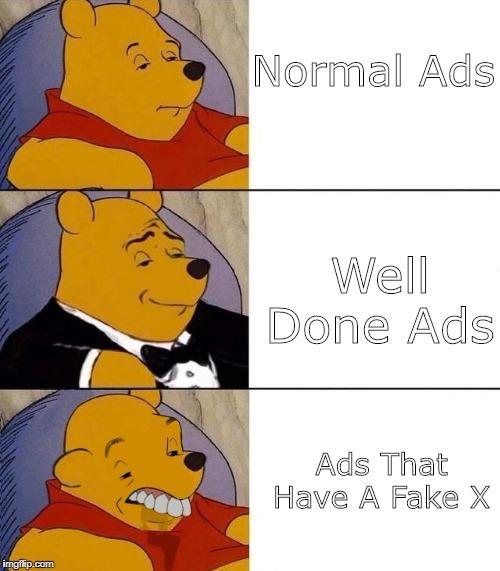 Normal Ads
Well
Done Ads
Ads That
Have A Fake X
imgflip.com